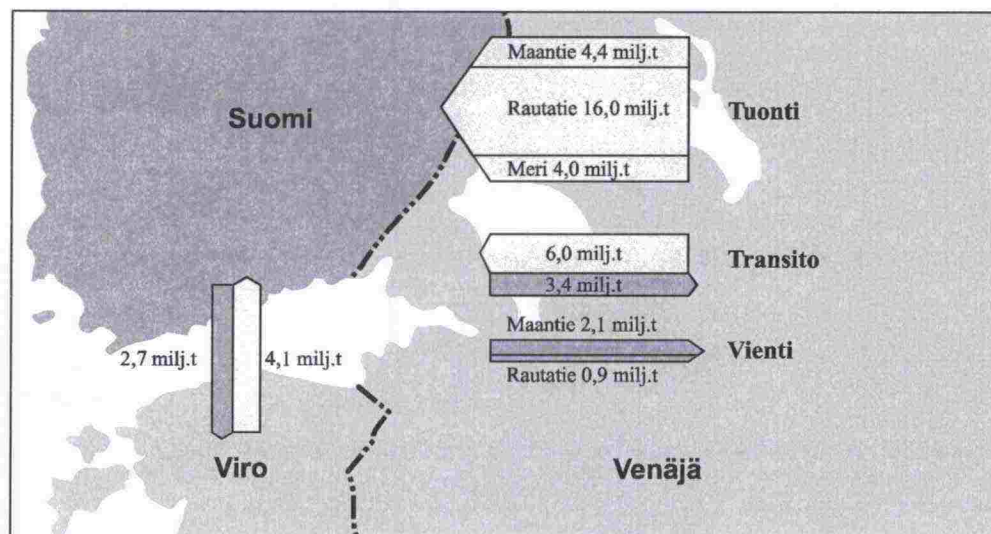 Maantie 4,4 milj.t
Suomi
Rautatie 16,0 milj.t
Tuonti
Meri 4,0 milj.t
6,0 milj.t
Transito
3,4 milj.t
Maantie 2,1 milj.t
Vienti
2,7 milj.t
4,1 milj.t
Rautatie 0,9 milj.t
Viro
Venäjä